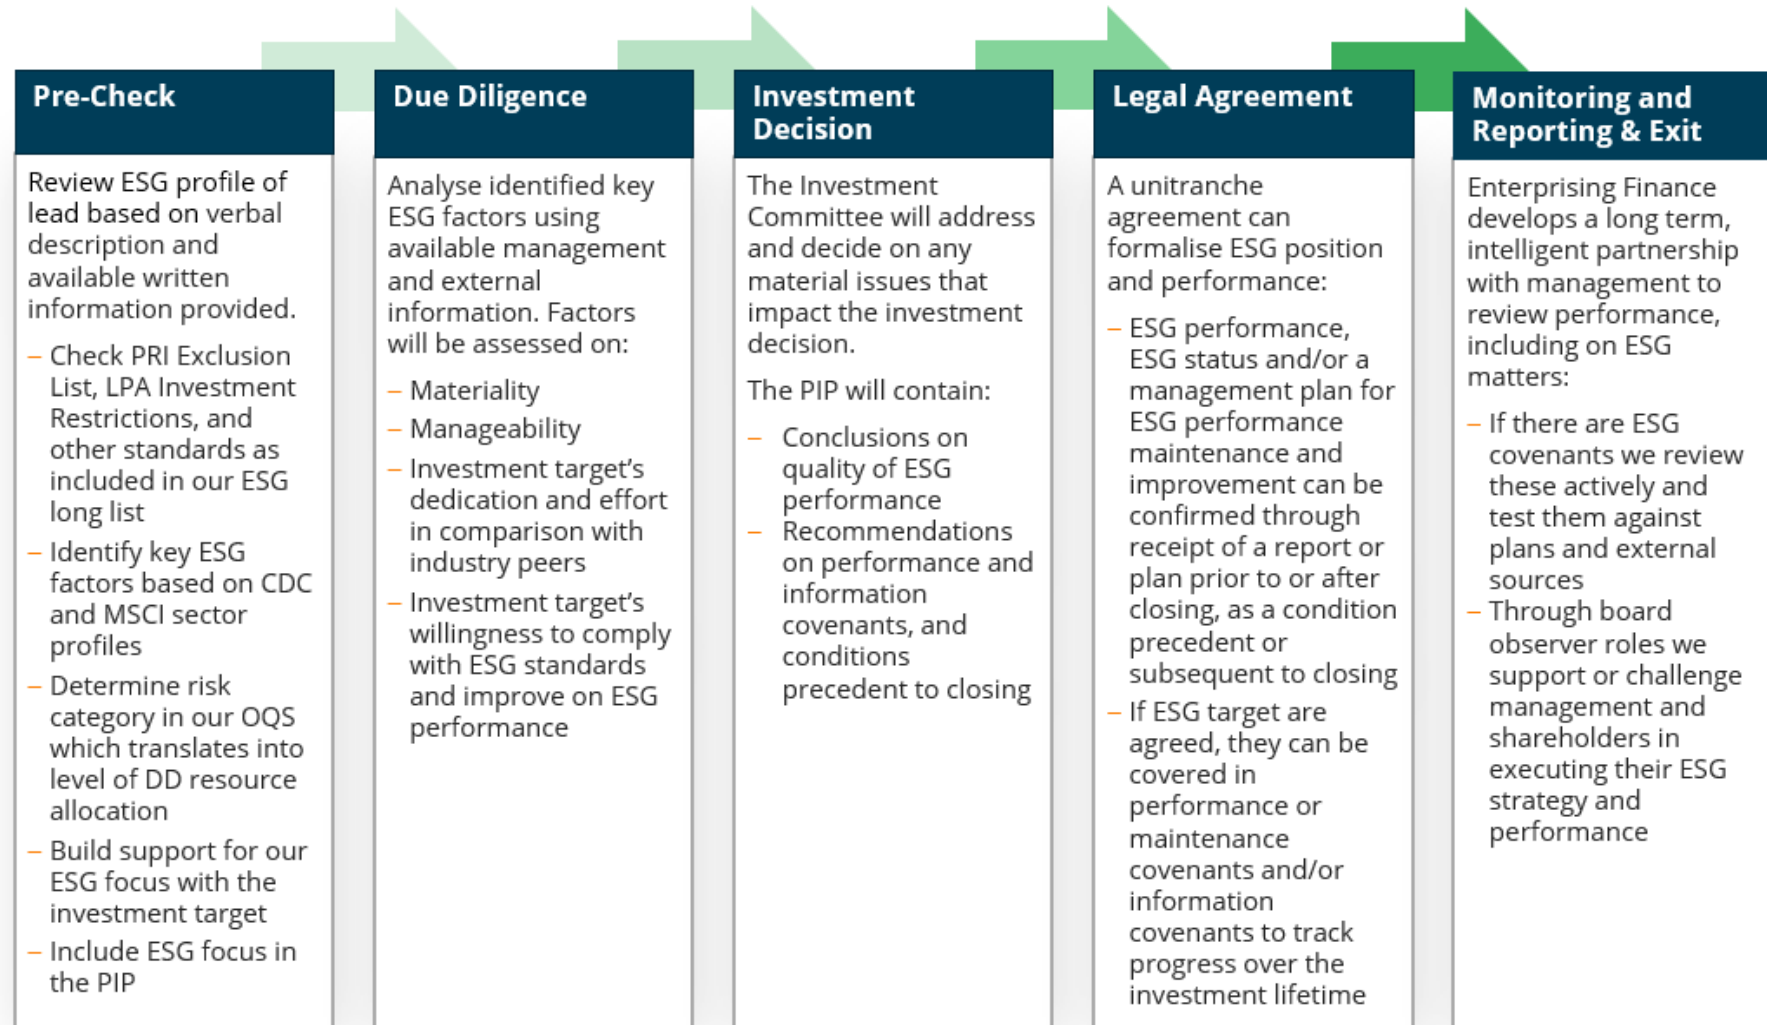 Pre-Check
Review ESG profile of
lead based on verbal
description and
available written
information provided.
– Check PRI Exclusion
List, LPA Investment
Restrictions, and
other standards as
included in our ESG
long list
– Identify key ESG
factors based on CDC
and MSCI sector
profiles
– Determine risk
category in our OQS
which translates into
level of DD resource
allocation
– Build support for our
ESG focus with the
investment target
– Include ESG focus in
the PIP
Due Diligence
Analyse identified key
ESG factors using
available management
and external
information. Factors
will be assessed on:
– Materiality
– Manageability
– Investment target’s
dedication and effort
in comparison with
industry peers
– Investment target’s
willingness to comply
with ESG standards
and improve on ESG
performance
Investment
Decision
The Investment
Committee will address
and decide on any
material issues that
impact the investment
decision.
The PIP will contain:
– Conclusions on
quality of ESG
performance
– Recommendations
on performance and
information
covenants, and
conditions
precedent to closing
Legal Agreement
A unitranche
agreement can
formalise ESG position
and performance:
– ESG performance,
ESG status and/or a
management plan for
ESG performance
maintenance and
improvement can be
confirmed through
receipt of a report or
plan prior to or after
closing, as a condition
precedent or
subsequent to closing
– If ESG target are
agreed, they can be
covered in
performance or
maintenance
covenants and/or
information
covenants to track
progress over the
investment lifetime
Monitoring and
Reporting & Exit
Enterprising Finance
develops a long term,
intelligent partnership
with management to
review performance,
including on ESG
matters:
– If there are ESG
covenants we review
these actively and
test them against
plans and external
sources
– Through board
observer roles we
support or challenge
management and
shareholders in
executing their ESG
strategy and
performance